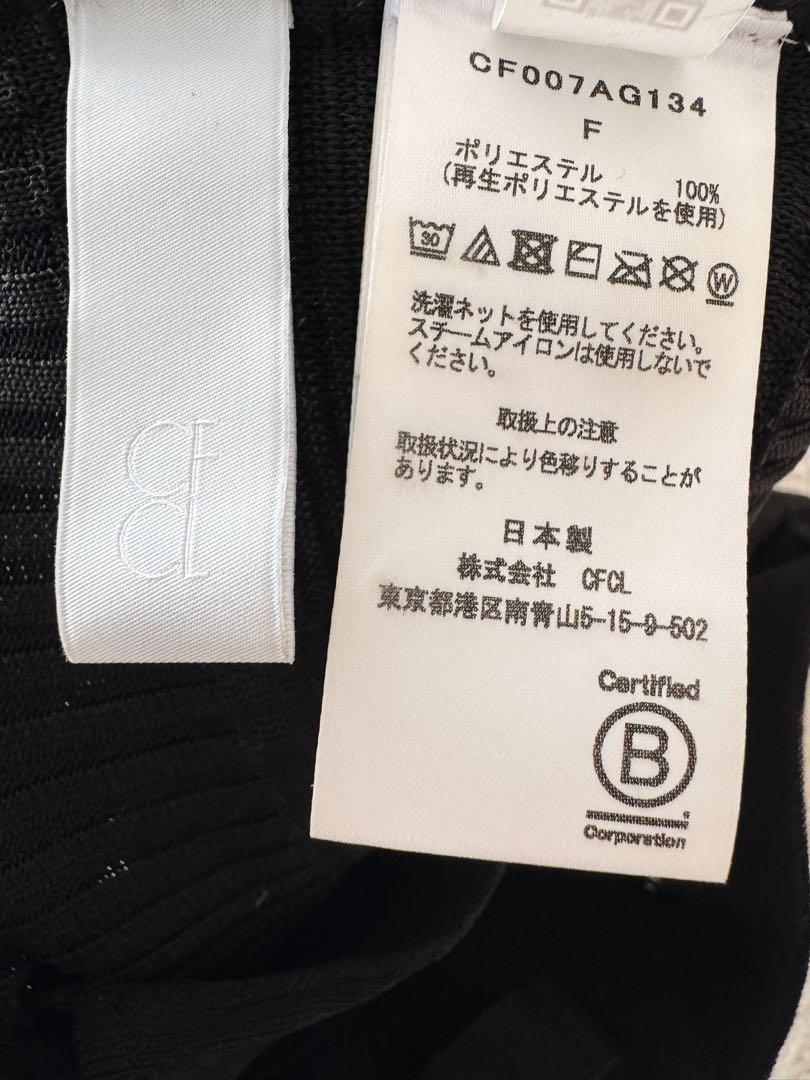 CF
CL
CF007AG134
F
ポリエステル 100%
(再生ポリエステルを使用)
30
W
洗濯ネットを使用してください。
スチームアイロンは使用しないで
ください。
取扱上の注意
取扱状況により色移りすることが
あります。
日本製
株式会社 CFCL
東京都港区南青山5-15-9-502
Certified
B
Corporation